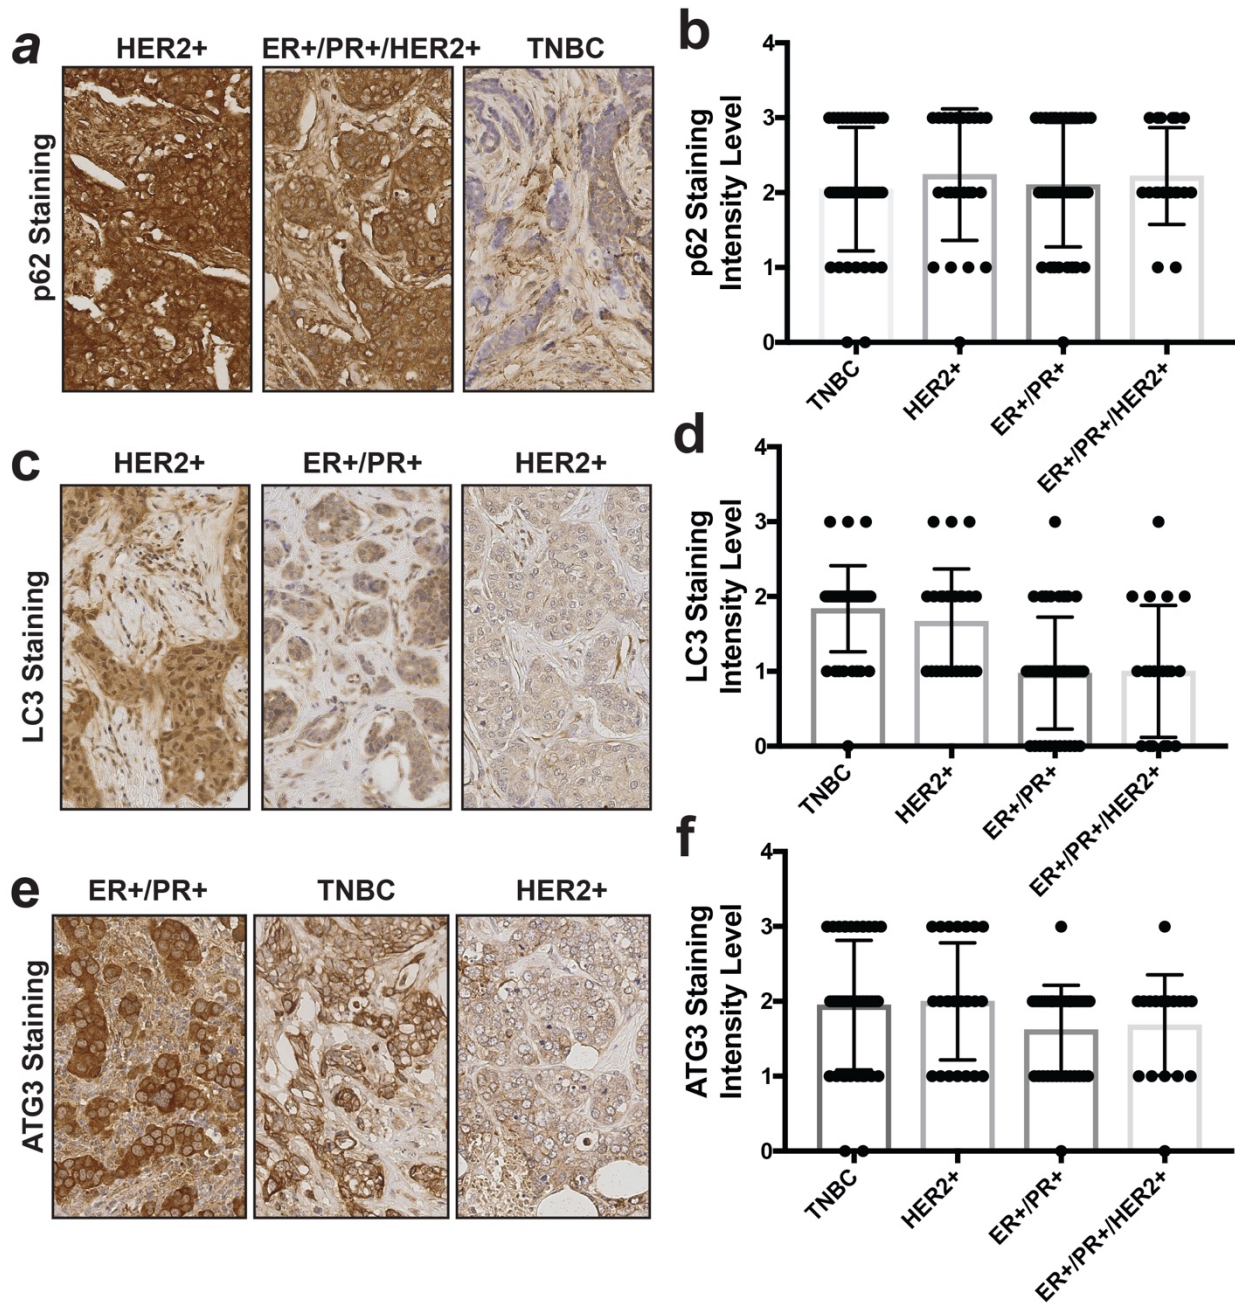 a
HER2+
ER+/PR+/HER2+
TNBC
p62 Staining
b
p62 Staining
Intensity Level
4
3
2
1
0
TNBC
HER2+
ER+/PR+
ER+/PR+/HER2+
c
HER2+
ER+/PR+
HER2+
LC3 Staining
d
LC3 Staining
Intensity Level
4
3
2
1
0
TNBC
HER2+
ER+/PR+
ER+/PR+/HER2+
e
ER+/PR+
TNBC
HER2+
ATG3 Staining
f
ATG3 Staining
Intensity Level
4
3
2
1
0
TNBC
HER2+
ER+/PR+
ER+/PR+/HER2+